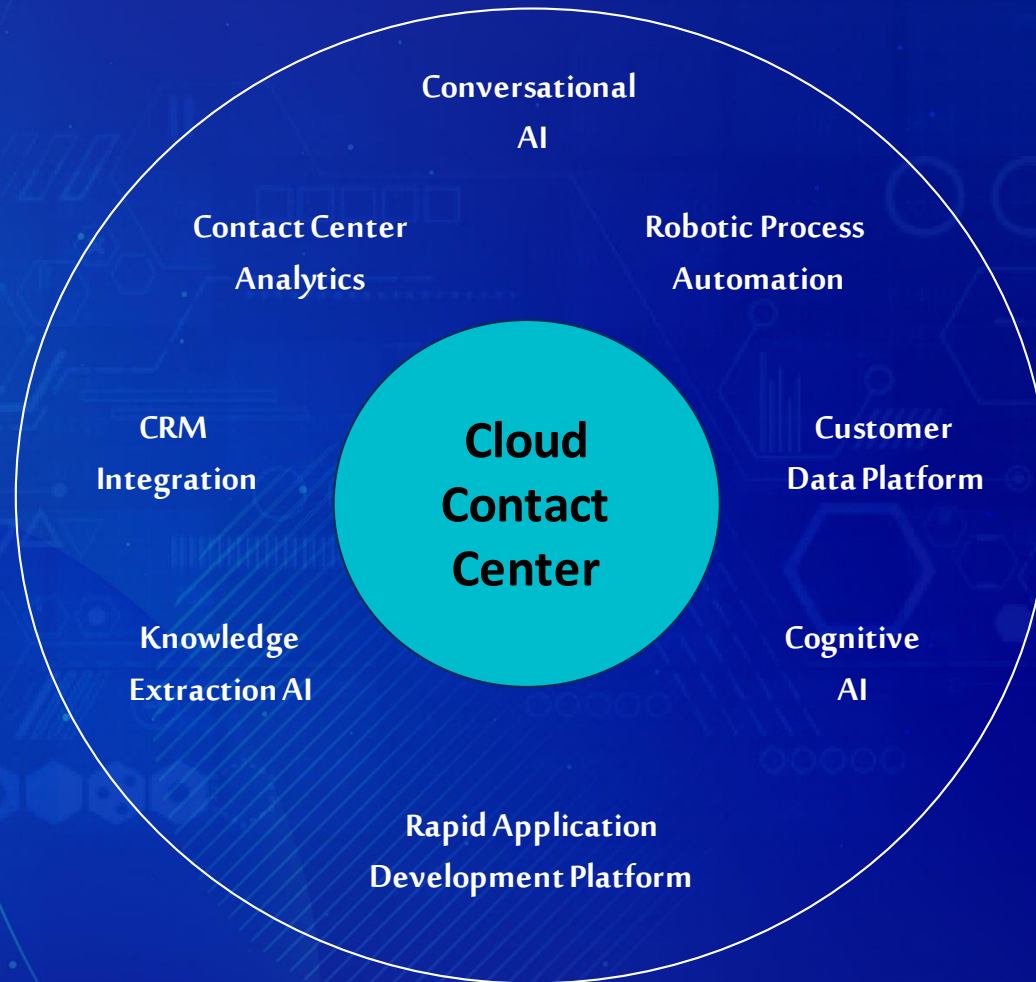 Conversational
AI
Contact Center
Analytics
Robotic Process
Automation
CRM
Integration
Cloud
Contact
Center
Customer
Data Platform
Knowledge
Extraction AI
Cognitive
AI
Rapid Application
Development Platform